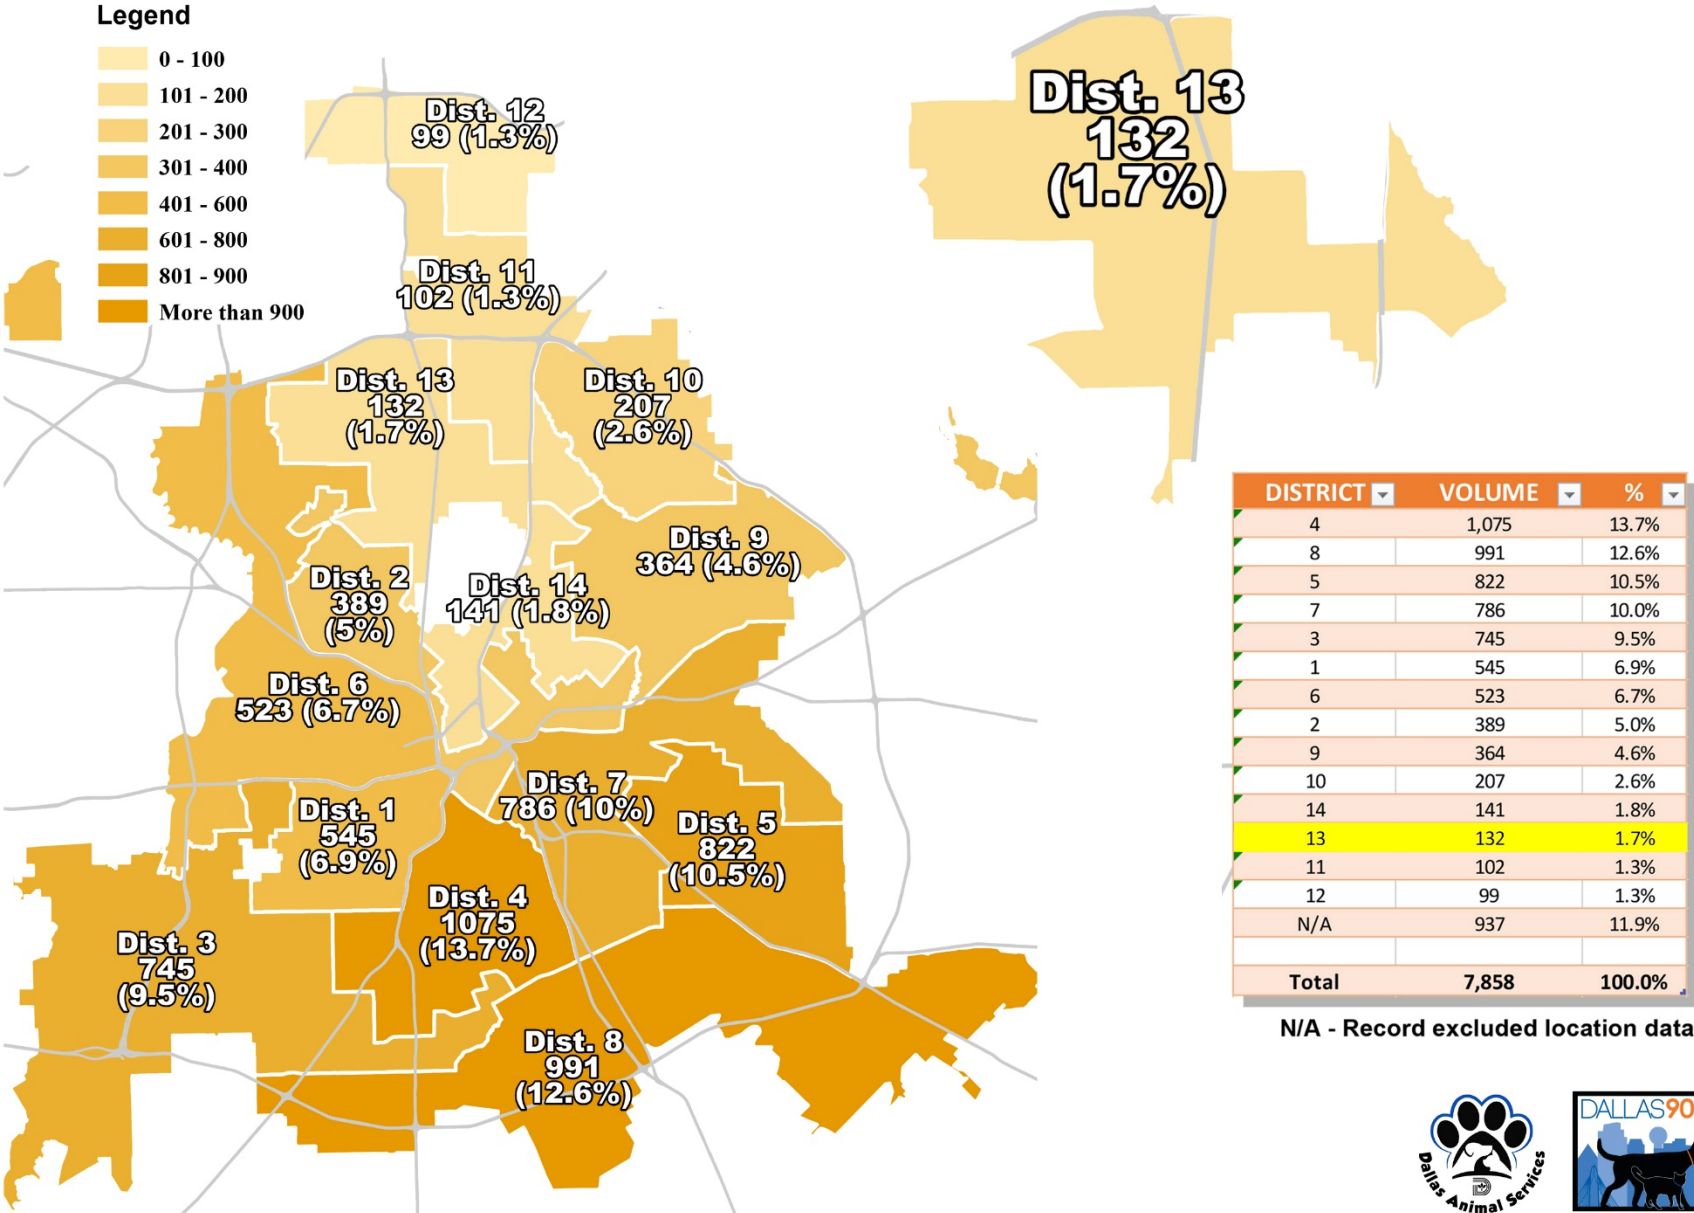 Legend
0 - 100
101 - 200
201 - 300
301 - 400
401 - 600
601 - 800
801 - 900
More than 900
Dist. 12
99 (1.3%)
Dist. 11
102 (1.3%)
Dist. 13
132
(1.7%)
Dist. 10
207
(2.6%)
Dist. 9
364 (4.6%)
Dist. 2
389
(5%)
Dist. 14
141 (1.8%)
Dist. 6
523 (6.7%)
Dist. 7
786 (10%)
Dist. 1
545
(6.9%)
Dist. 5
822
(10.5%)
Dist. 4
1075
(13.7%)
Dist. 3
745
(9.5%)
Dist. 8
991
(12.6%)
Dist. 13
132
(1.7%)
DISTRICT VOLUME %
4 1,075 13.7%
8 991 12.6%
5 822 10.5%
7 786 10.0%
3 745 9.5%
1 545 6.9%
6 523 6.7%
2 389 5.0%
9 364 4.6%
10 207 2.6%
14 141 1.8%
13 132 1.7%
11 102 1.3%
12 99 1.3%
N/A 937 11.9%
Total 7,858 100.0%
N/A - Record excluded location data
Dallas Animal Services
DALLAS90